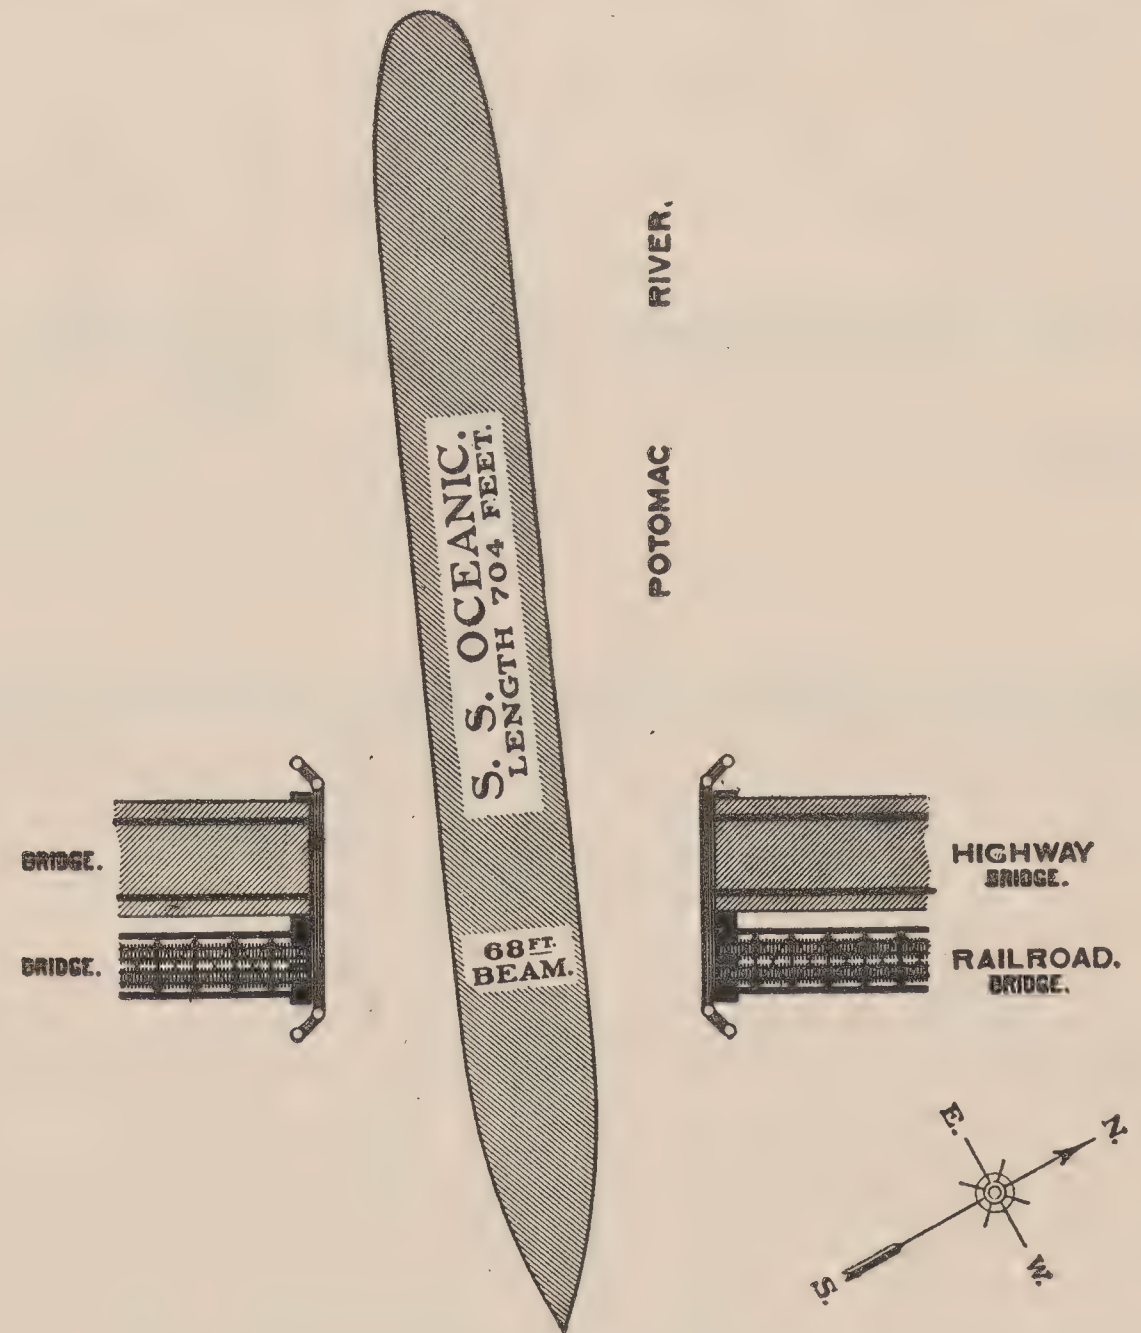 RIVER.
POTOMAC
S. S. OCEANIC.
LENGTH 704 FEET.
BRIDGE.
HIGHWAY
BRIDGE.
68 FT.
BEAM.
BRIDGE.
RAILROAD.
BRIDGE.
E.
N.
S.
W.